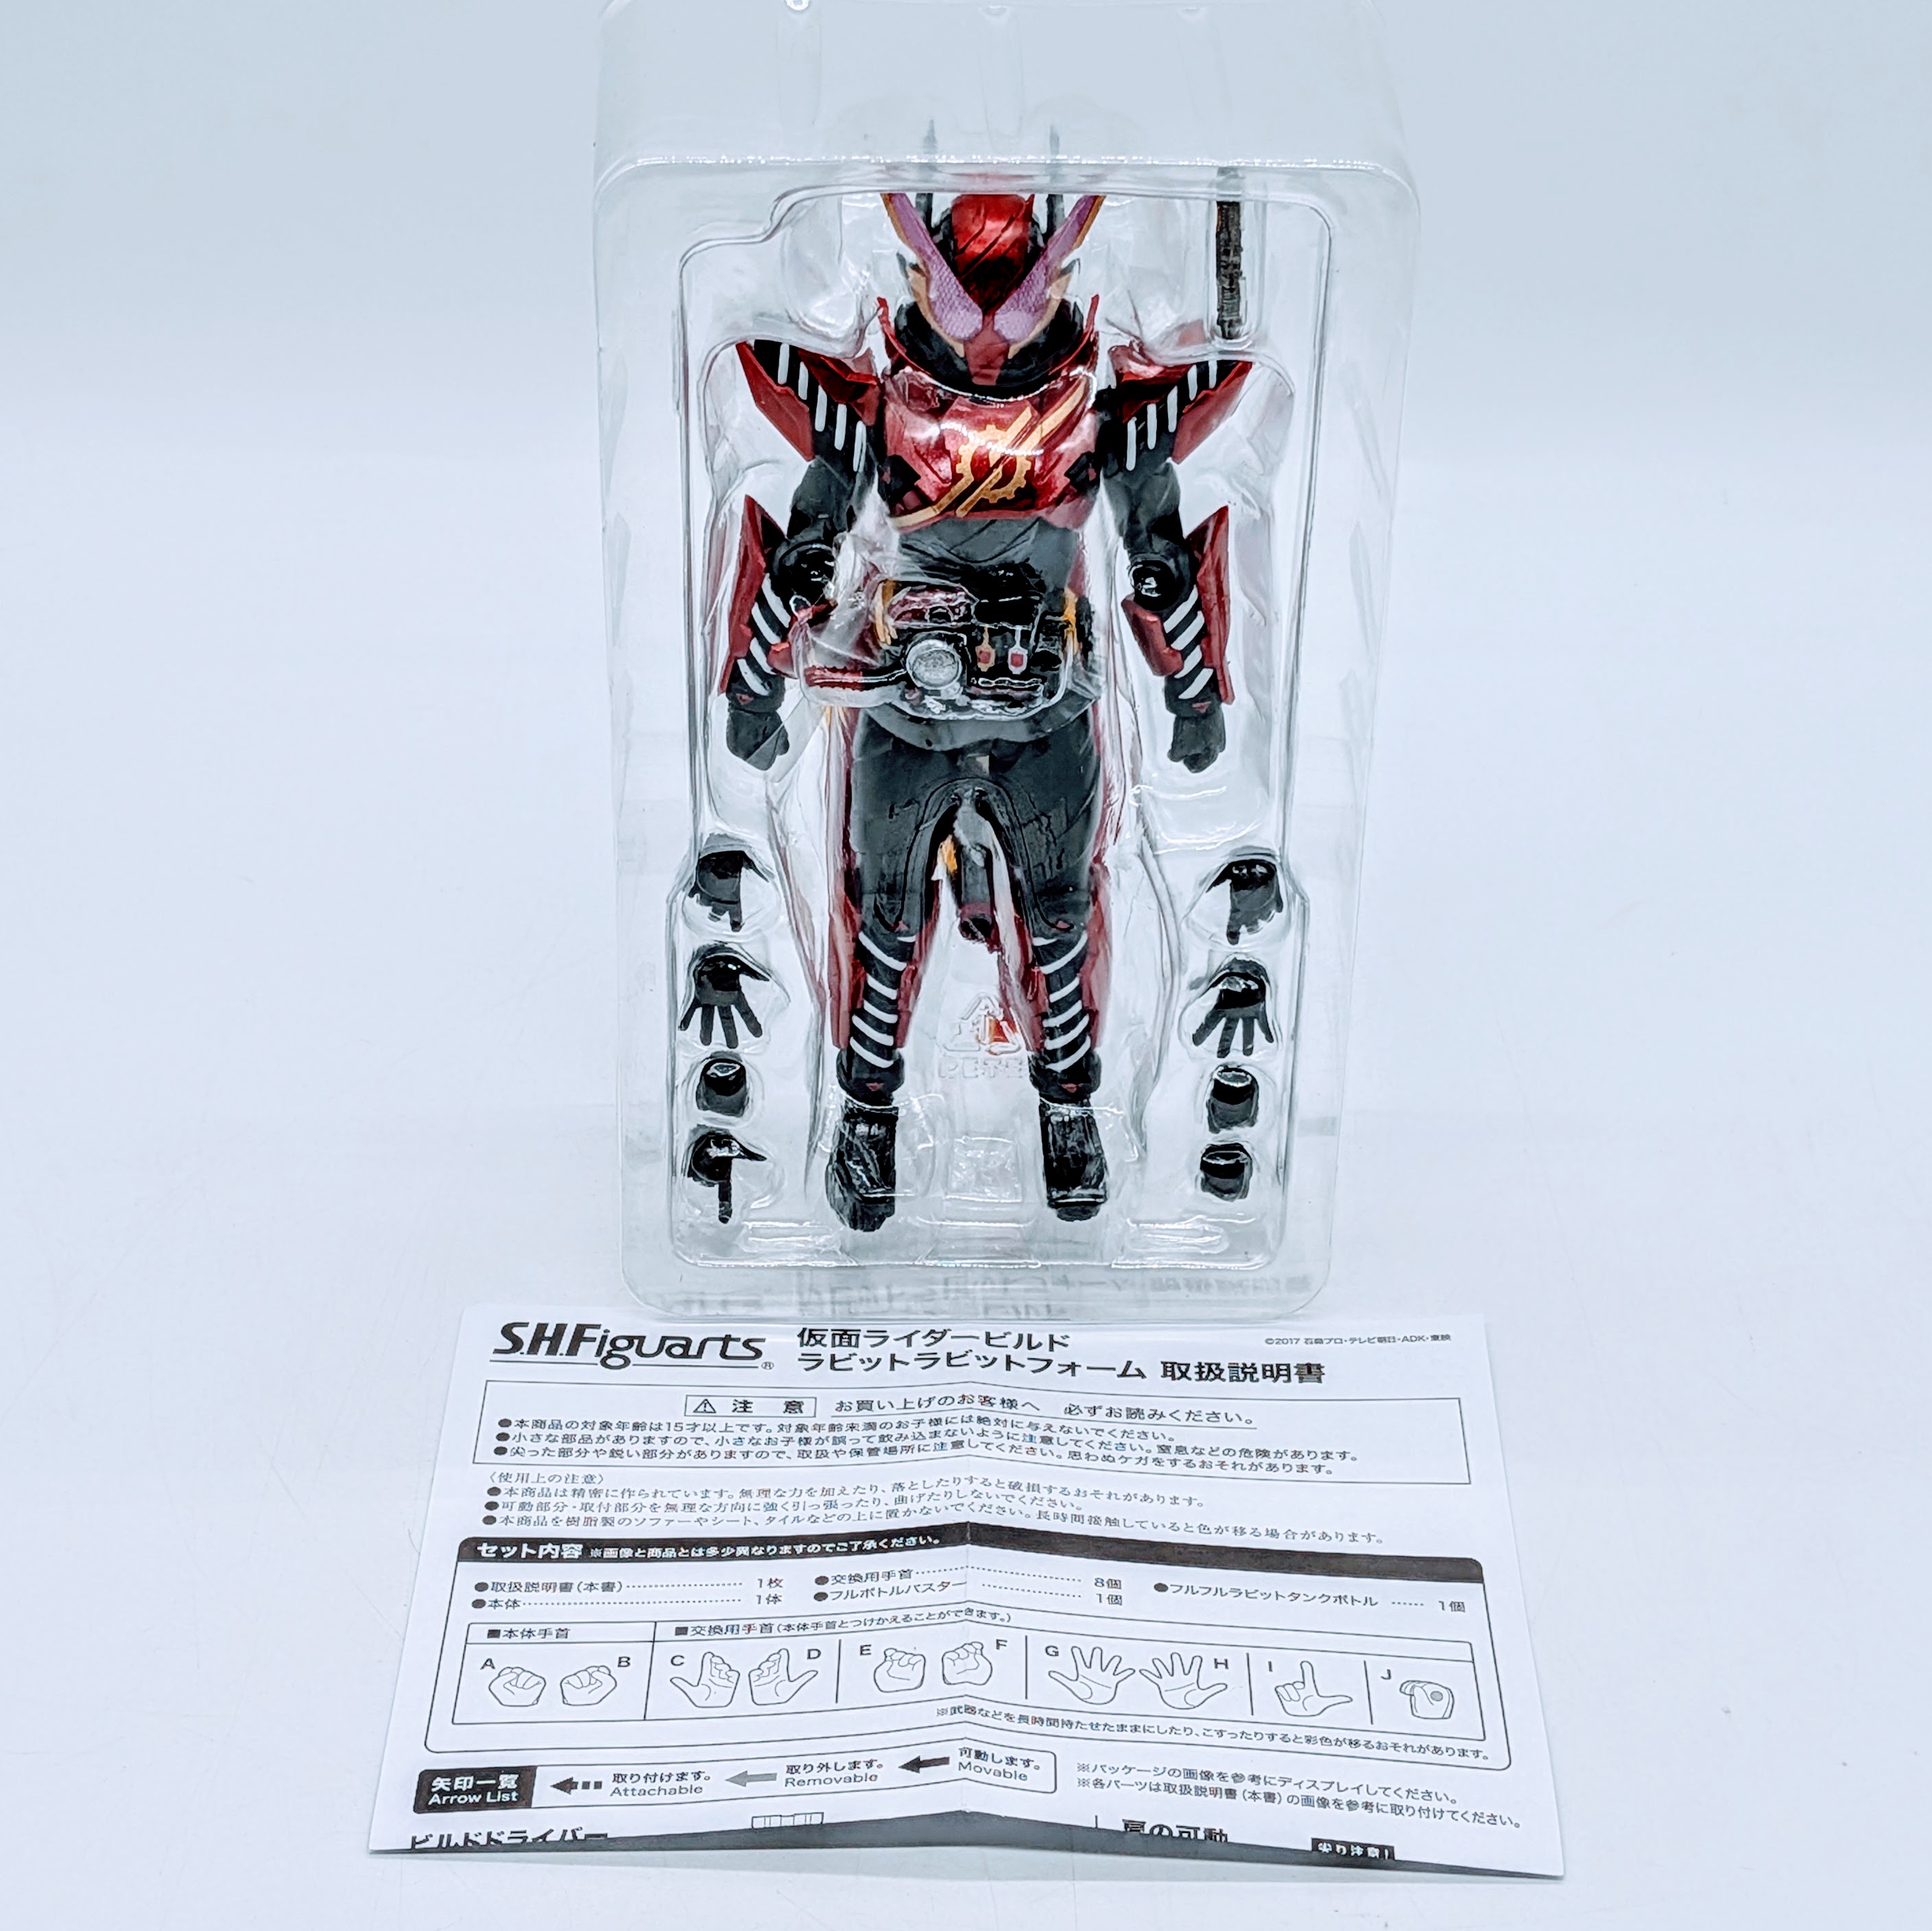 S.H.Figuarts®
仮面ライダービルド
ラビットラビットフォーム 取扱説明書
©2017 石森プロ・テレビ朝日・ADK・東映
⚠ 注 意 お買い上げのお客様へ 必ずお読みください。
●本商品の対象年齢は15才以上です。対象年齢未満のお子様には絶対に与えないでください。
●小さな部品がありますので、小さなお子様が誤って飲み込まないように注意してください。窒息などの危険があります。
●尖った部分や鋭い部分がありますので、取扱や保管場所に注意してください。思わぬケガをするおそれがあります。
〈使用上の注意〉
●本商品は精密に作られています。無理な力を加えたり、落としたりすると破損するおそれがあります。
●可動部分・取付部分を無理な方向に強く引っ張ったり、曲げたりしないでください。
●本商品を樹脂製のソファーやシート、タイルなどの上に置かないでください。長時間接触していると色が移る場合があります。
セット内容 ※画像と商品とは多少異なりますのでご了承ください。
●取扱説明書(本書)……………… 1枚
●本体……………………………… 1体
●交換用手首……………………… 8個
●フルボトルバスター …………… 1個
●フルフルラビットタンクボトル …… 1個
■本体手首
■交換用手首(本体手首とつけかえることができます。)
A B C D E F G H I J
※武器などを長時間持たせたままにしたり、こすったりすると彩色が移るおそれがあります。
矢印一覧
Arrow List
取り付けます。
Attachable
取り外します。
Removable
可動します。
Movable
※パッケージの画像を参考にディスプレイしてください。
※各パーツは取扱説明書(本書)の画像を参考に取り付けてください。
ビルドドライバー
肩の可動